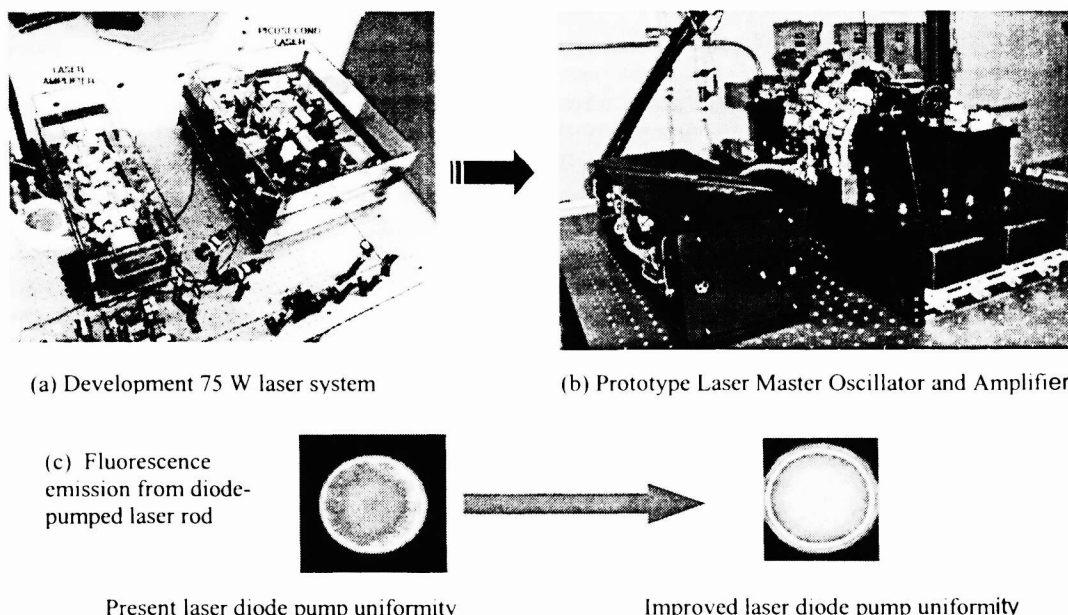 PICOSECOND
LASER
LASER
AMPLIFIER
(a) Development 75 W laser system
(b) Prototype Laser Master Oscillator and Amplifier
(c) Fluorescence
emission from diode-
pumped laser rod
Present laser diode pump uniformity
Improved laser diode pump uniformity